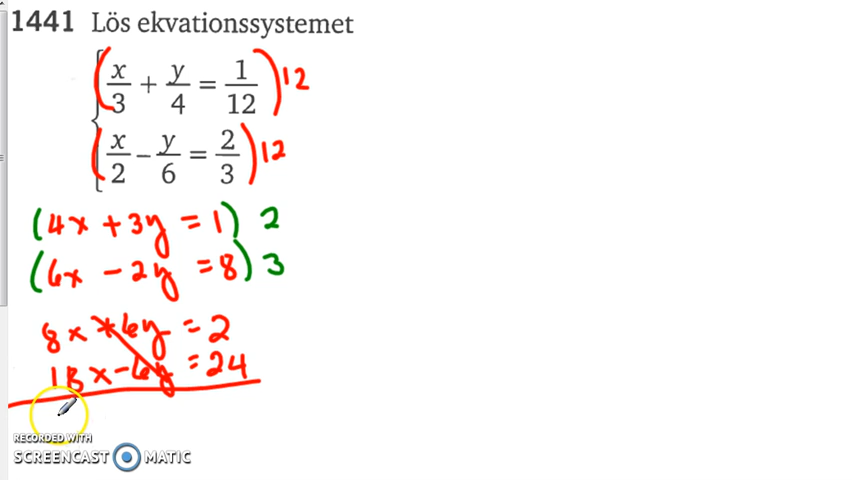 1441 Lös ekvationssystemet
(x/3 + y/4 = 1/12) 12
(x/2 − y/6 = 2/3) 12
(4x + 3y = 1) 2
(6x − 2y = 8) 3
8x + 6y = 2
18x − 6y = 24
RECORDED WITH
SCREENCAST MATIC